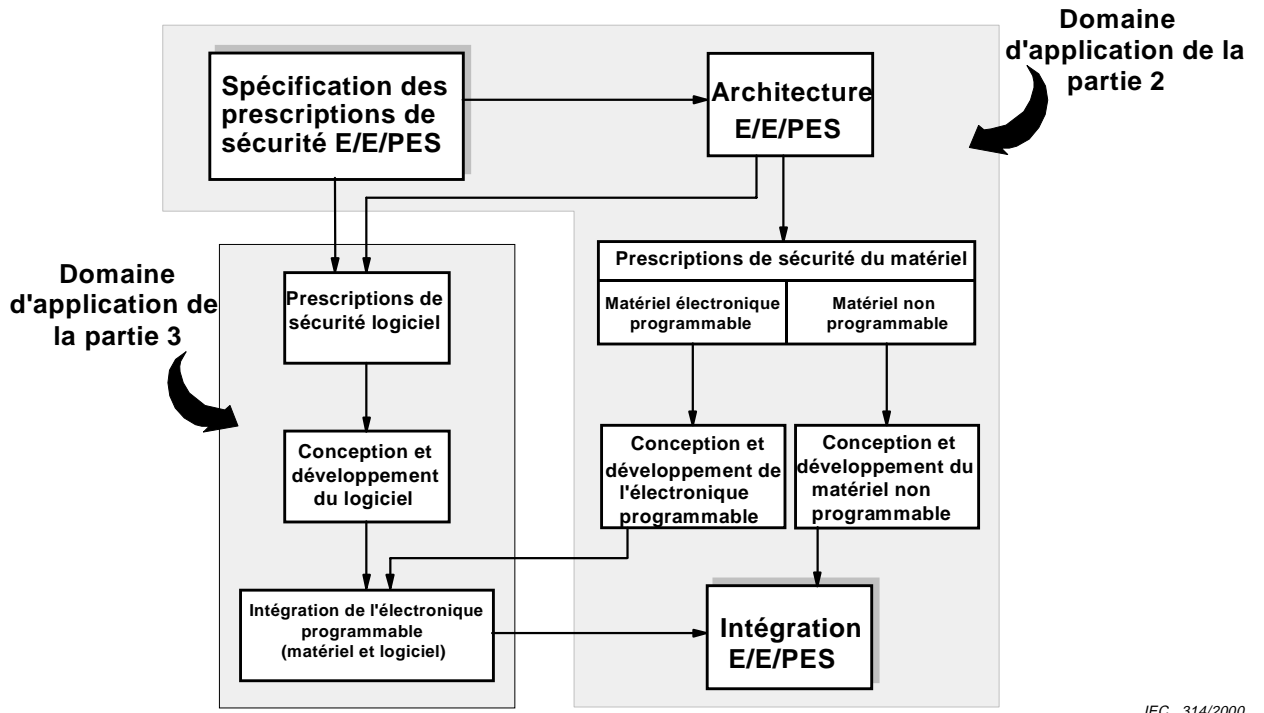 Domaine
d'application de la
partie 2
Spécification des
prescriptions de
sécurité E/E/PES
Architecture
E/E/PES
Domaine
d'application de
la partie 3
Prescriptions de sécurité du matériel
Matériel électronique
programmable
Matériel non
programmable
Prescriptions de
sécurité logiciel
Conception et
développement
du logiciel
Conception et
développement de
l'électronique
programmable
Conception et
développement du
matériel non
programmable
Intégration de l'électronique
programmable
(matériel et logiciel)
Intégration
E/E/PES
IEC 314/2000